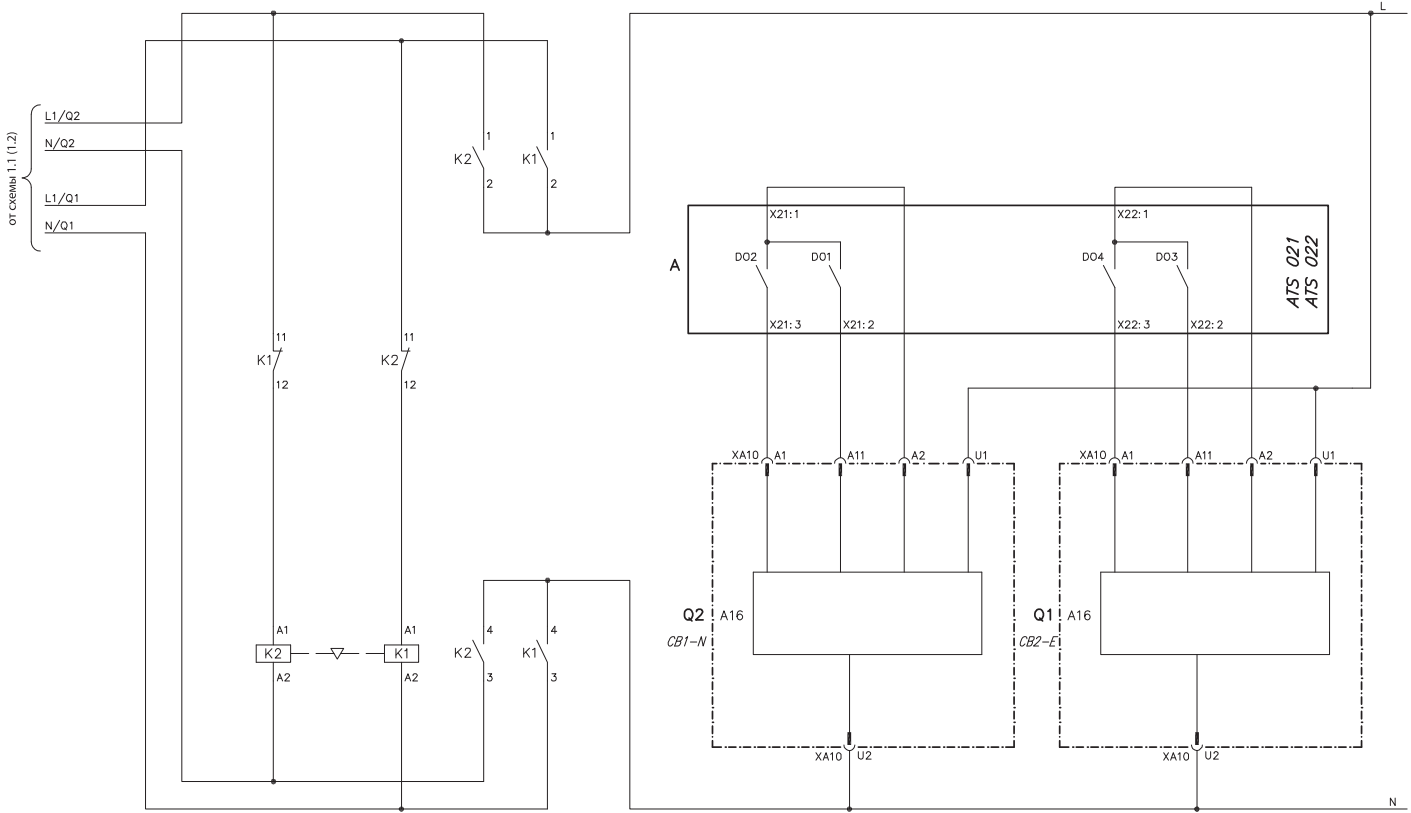 L
L1/Q2
N/Q2
L1/Q1
N/Q1
от схемы 1.1 (1.2)
1
1
K2
K1
2
2
X21:1
X22:1
A
DO2
DO1
DO4
DO3
ATS 021
ATS 022
X21:3
X21:2
X22:3
X22:2
11
11
K1
K2
12
12
XA10
A1
A11
A2
U1
XA10
A1
A11
A2
U1
Q2
A16
CB1-N
Q1
A16
CB2-E
A1
A1
4
4
K2
K1
K2
K1
A2
A2
3
3
XA10
U2
XA10
U2
N